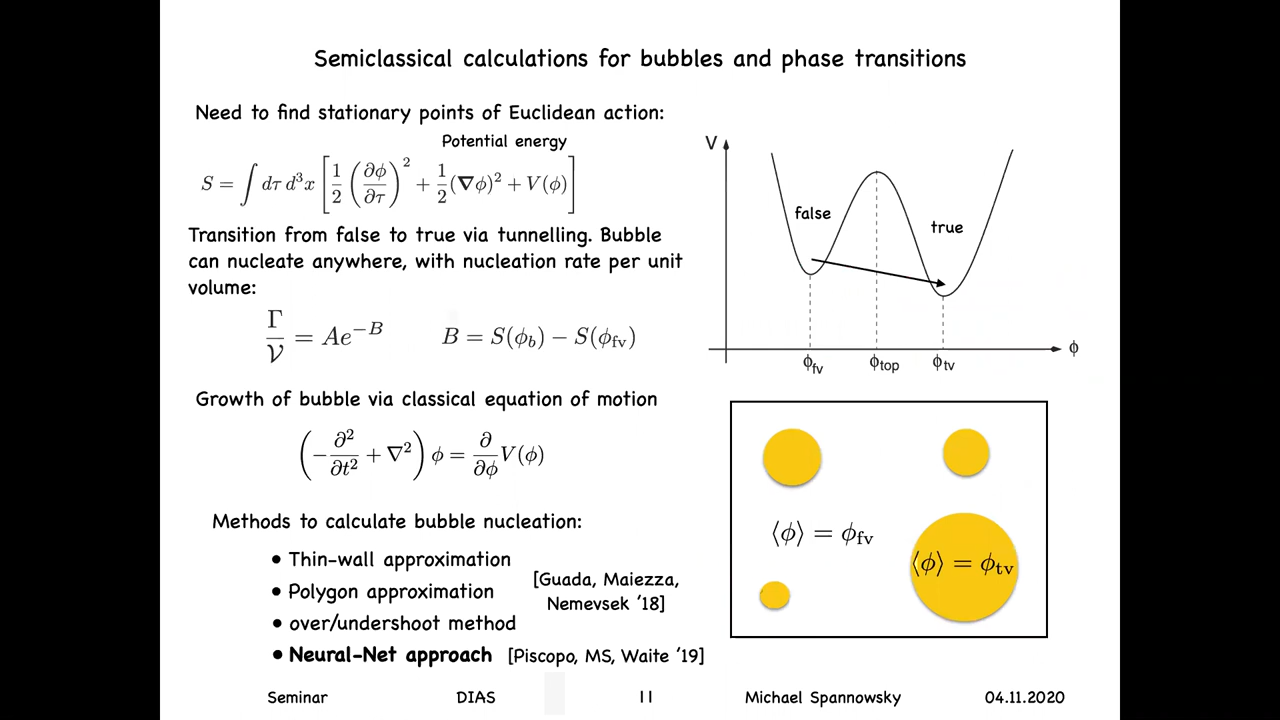 Semiclassical calculations for bubbles and phase transitions
Need to find stationary points of Euclidean action:
Potential energy
S = ∫ dτ d³x [ 1/2 (∂ϕ/∂τ)² + 1/2 (∇ϕ)² + V(ϕ) ]
Transition from false to true via tunnelling. Bubble
can nucleate anywhere, with nucleation rate per unit
volume:
Γ/𝒱 = Ae^{−B}    B = S(ϕ_b) − S(ϕ_fv)
Growth of bubble via classical equation of motion
( −∂²/∂t² + ∇² ) ϕ = ∂/∂ϕ V(ϕ)
Methods to calculate bubble nucleation:
• Thin-wall approximation
• Polygon approximation
[Guada, Maiezza,
Nemevsek '18]
• over/undershoot method
• Neural-Net approach [Piscopo, MS, Waite '19]
V
false
true
ϕ
ϕ_fv ϕ_top ϕ_tv
⟨ϕ⟩ = ϕ_fv
⟨ϕ⟩ = ϕ_tv
Seminar DIAS 11 Michael Spannowsky 04.11.2020